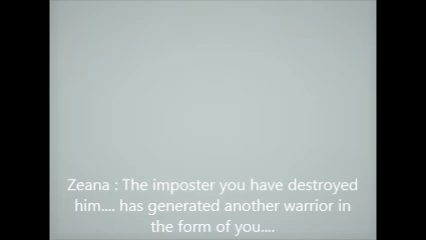 Zeana : The imposter you have destroyed
him.... has generated another warrior in
the form of you....